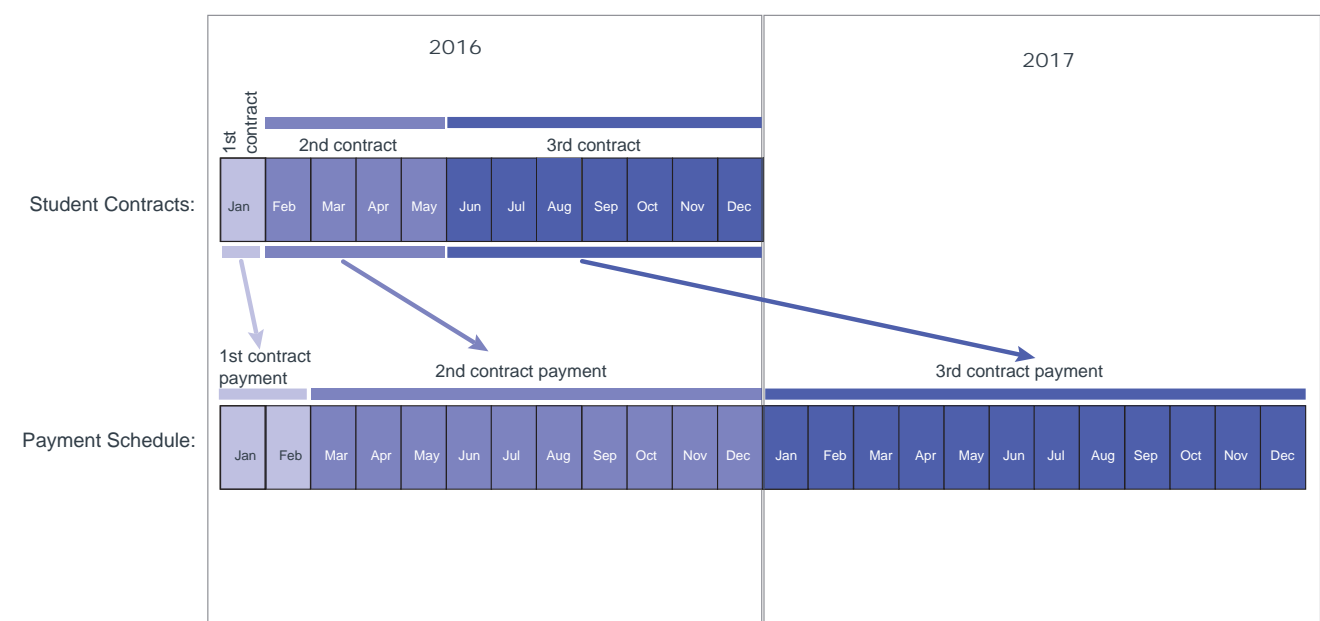 2016
2017
1st
contract
2nd contract
3rd contract
Student Contracts:
Jan Feb Mar Apr May Jun Jul Aug Sep Oct Nov Dec
1st contract
payment
2nd contract payment
3rd contract payment
Payment Schedule:
Jan Feb Mar Apr May Jun Jul Aug Sep Oct Nov Dec Jan Feb Mar Apr May Jun Jul Aug Sep Oct Nov Dec